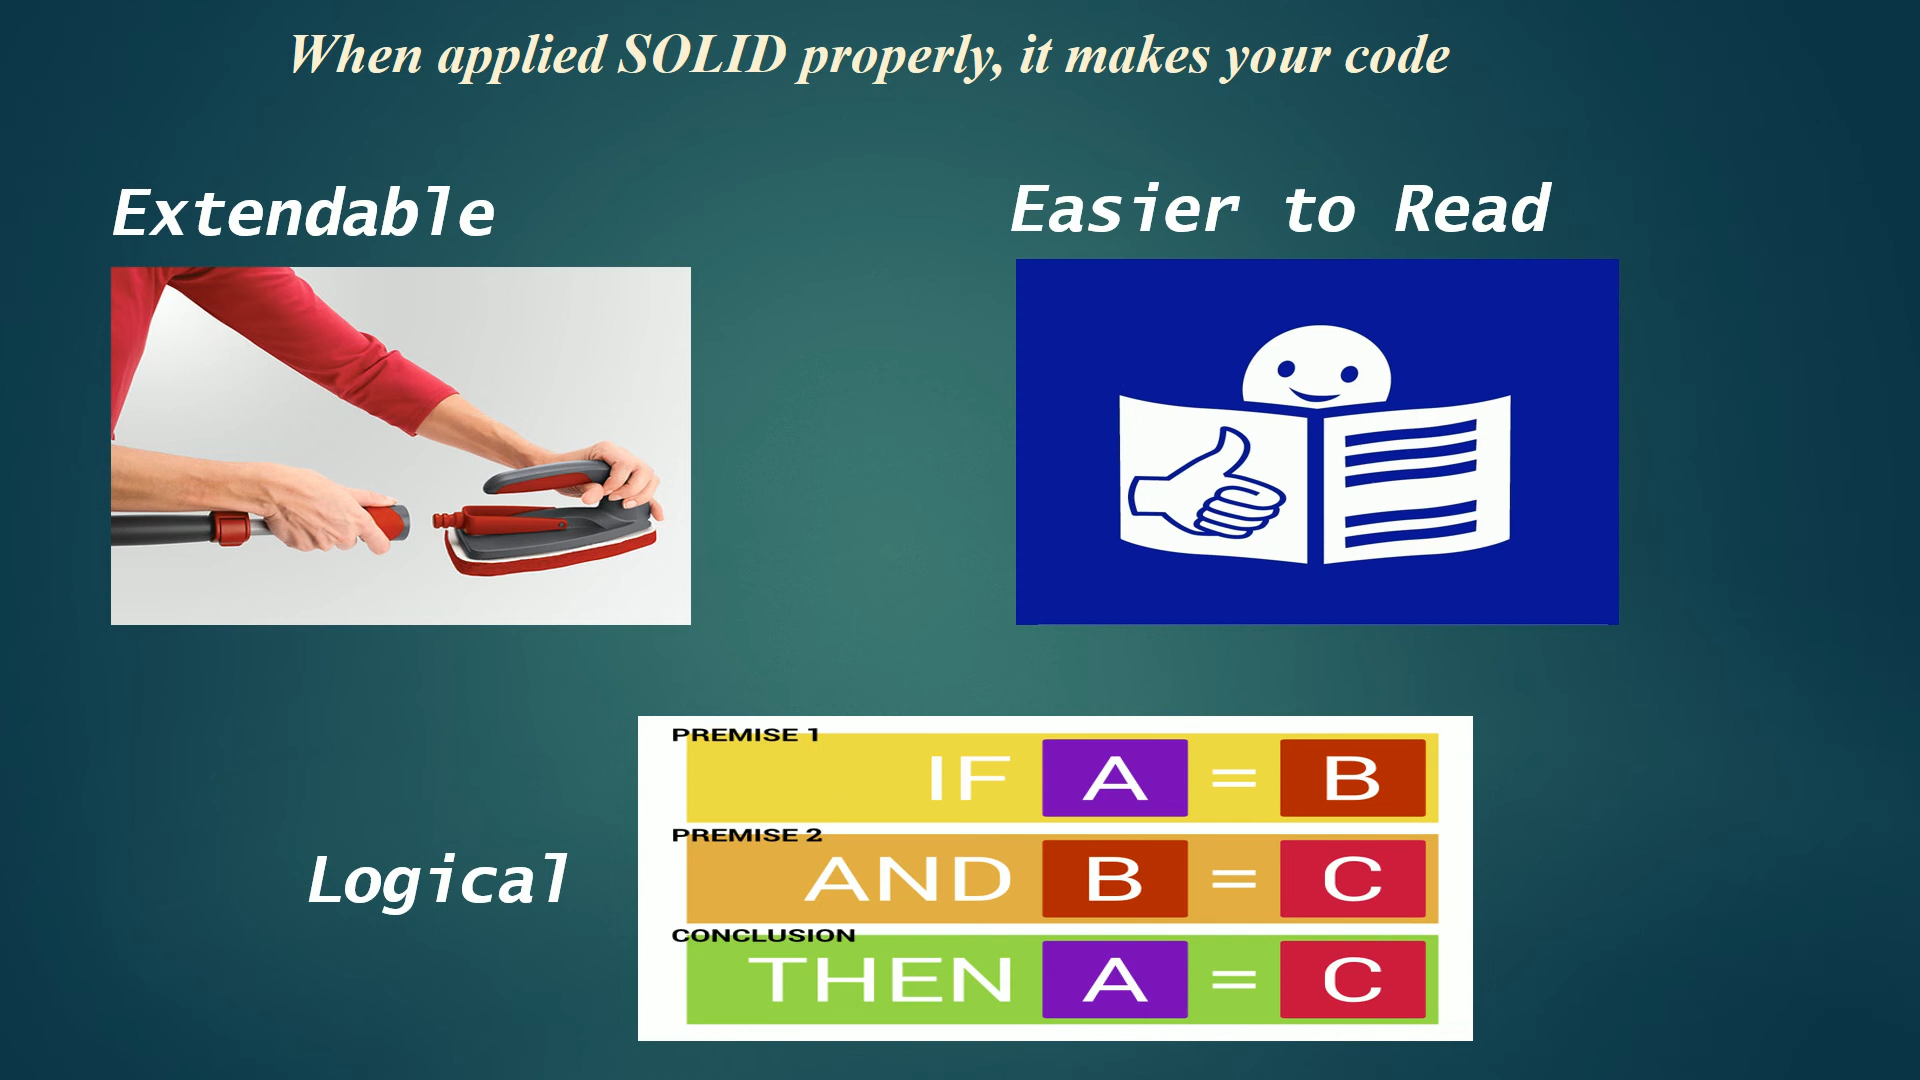 When applied SOLID properly, it makes your code
Extendable
Easier to Read
Logical
PREMISE 1
IF A = B
PREMISE 2
AND B = C
CONCLUSION
THEN A = C